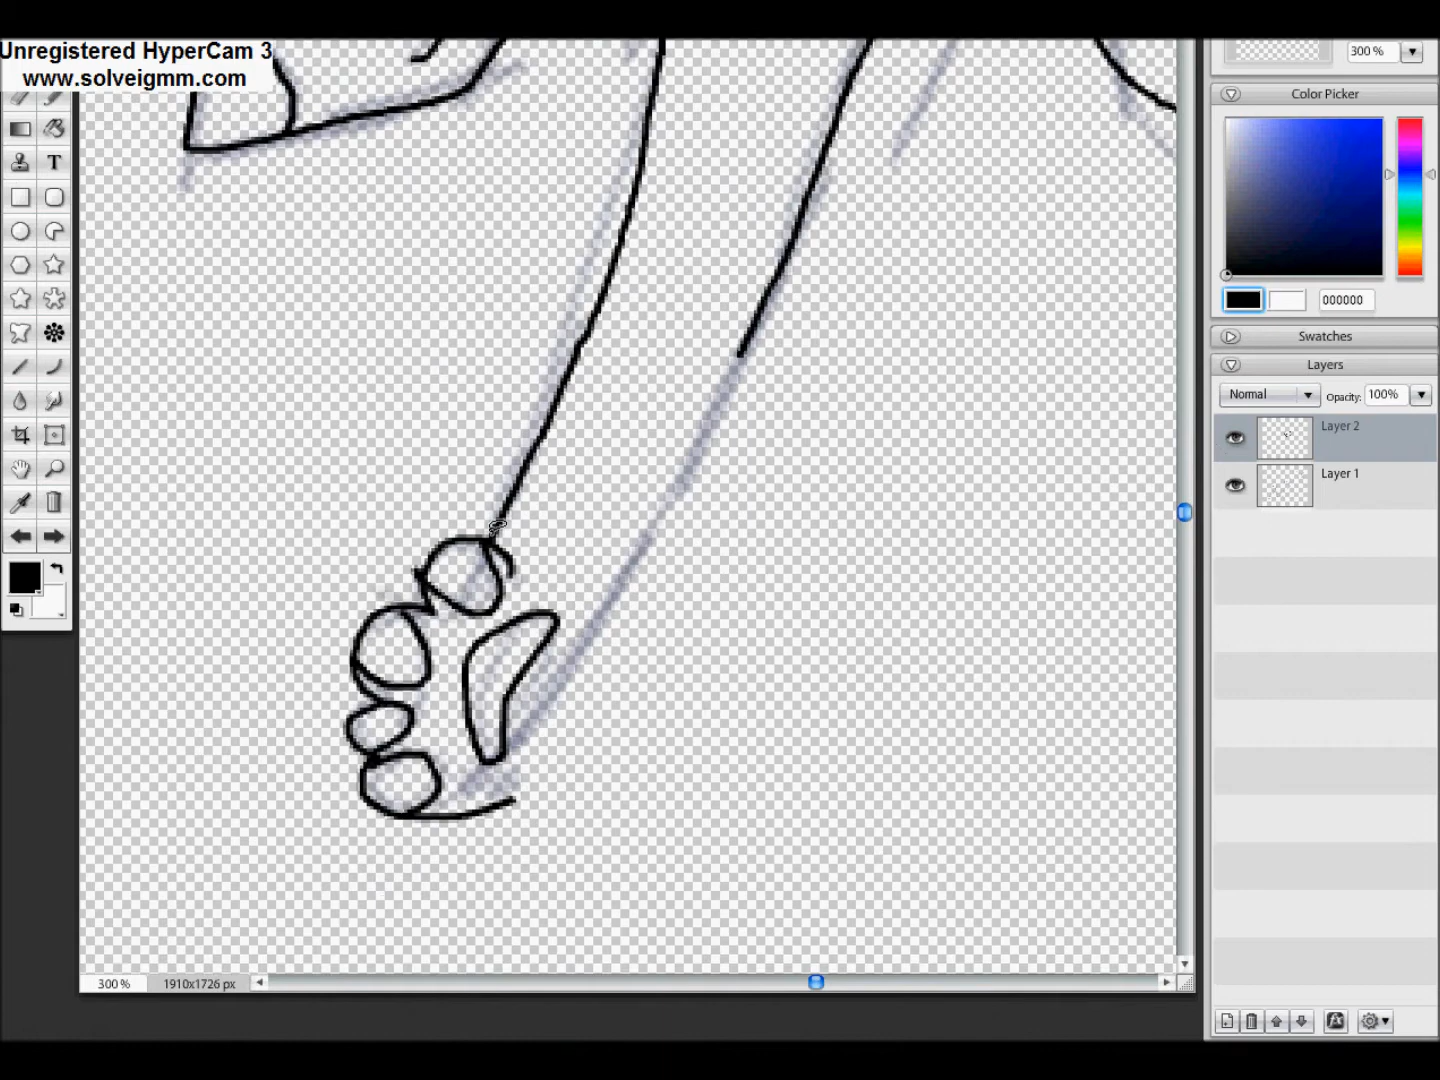 Unregistered HyperCam 3
www.solveigmm.com
300 %
Color Picker
T
000000
Swatches
Layers
Normal
Opacity: 100%
Layer 2
Layer 1
300 %
1910x1726 px